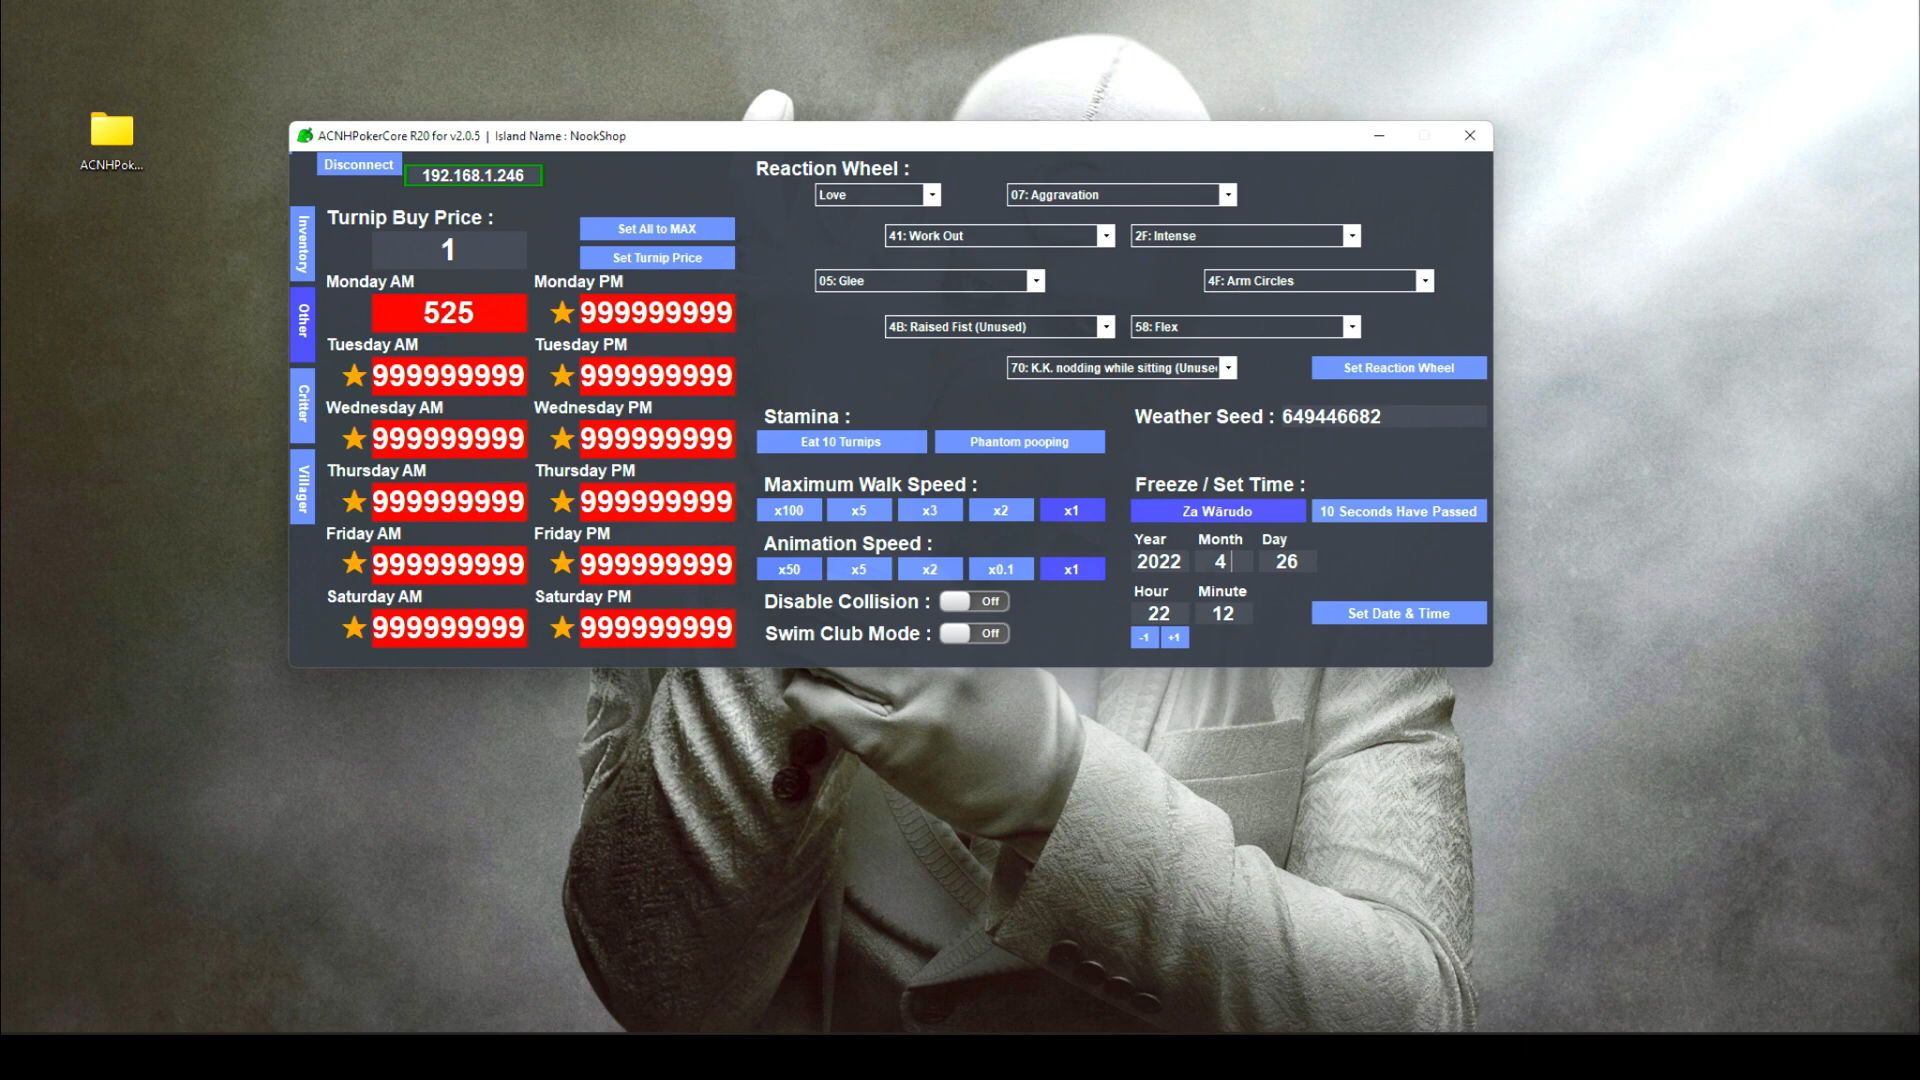 ACNHPok...
ACNHPokerCore R20 for v2.0.5 | Island Name : NookShop
Disconnect
192.168.1.246
Inventory
Other
Critter
Villager
Turnip Buy Price :
1
Set All to MAX
Set Turnip Price
Monday AM
Monday PM
525
999999999
Tuesday AM
Tuesday PM
999999999
999999999
Wednesday AM
Wednesday PM
999999999
999999999
Thursday AM
Thursday PM
999999999
999999999
Friday AM
Friday PM
999999999
999999999
Saturday AM
Saturday PM
999999999
999999999
Reaction Wheel :
Love
07: Aggravation
41: Work Out
2F: Intense
05: Glee
4F: Arm Circles
4B: Raised Fist (Unused)
58: Flex
70: K.K. nodding while sitting (Unused
Set Reaction Wheel
Stamina :
Eat 10 Turnips
Phantom pooping
Weather Seed : 649446682
Maximum Walk Speed :
x100
x5
x3
x2
x1
Animation Speed :
x50
x5
x2
x0.1
x1
Disable Collision :
Off
Swim Club Mode :
Off
Freeze / Set Time :
Za Wārudo
10 Seconds Have Passed
Year
Month
Day
2022
4
26
Hour
Minute
22
12
-1
+1
Set Date & Time